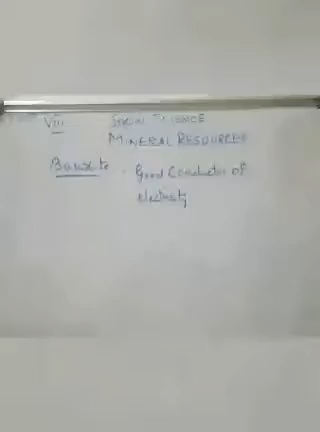 VIII SOCIAL SCIENCE
MINERAL RESOURCES
Bauxite - Good Conductor of
electricity